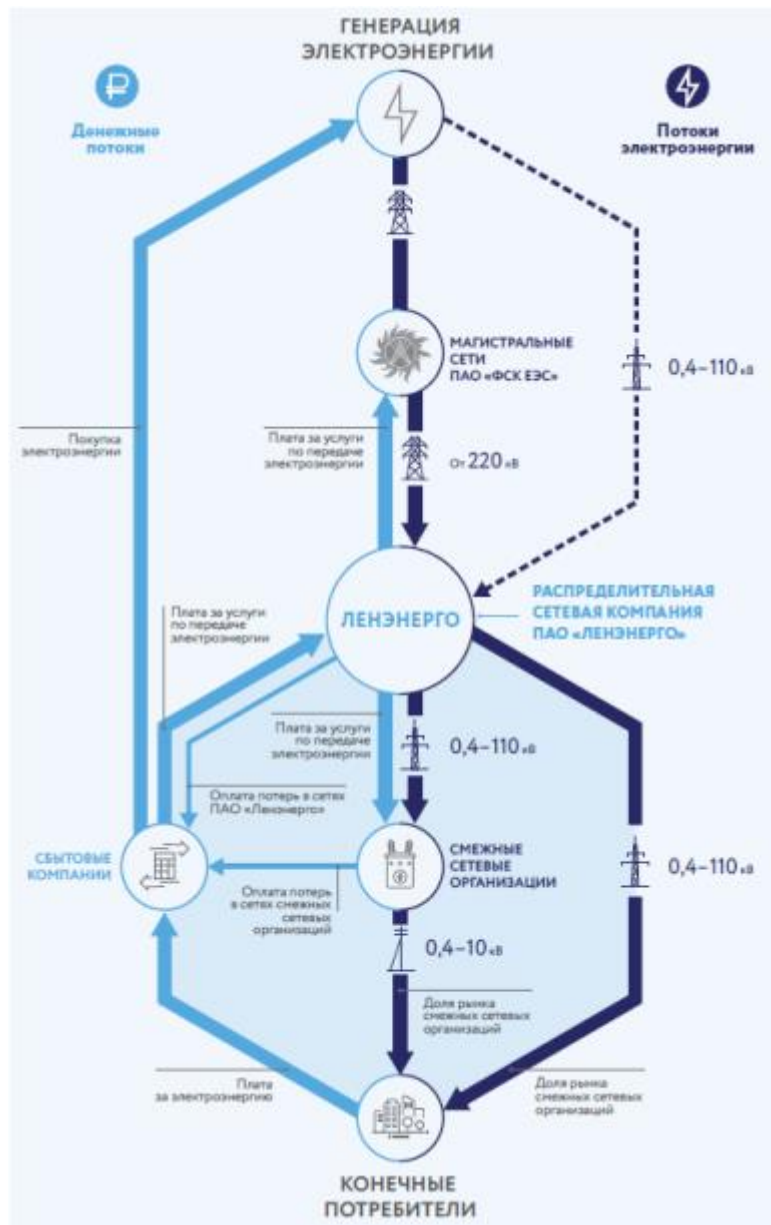 ГЕНЕРАЦИЯ
ЭЛЕКТРОЭНЕРГИИ
Денежные
потоки
Потоки
электроэнергии
МАГИСТРАЛЬНЫЕ
СЕТИ
ПАО «ФСК ЕЭС»
0,4–110 кВ
Покупка
электроэнергии
Плата за услуги
по передаче
электроэнергии
От 220 кВ
ЛЕНЭНЕРГО
РАСПРЕДЕЛИТЕЛЬНАЯ
СЕТЕВАЯ КОМПАНИЯ
ПАО «ЛЕНЭНЕРГО»
Плата за услуги
по передаче
электроэнергии
Плата за услуги
по передаче
электроэнергии
0,4–110 кВ
Оплата потерь в сетях
ПАО «Ленэнерго»
СБЫТОВЫЕ
КОМПАНИИ
СМЕЖНЫЕ
СЕТЕВЫЕ
ОРГАНИЗАЦИИ
0,4–110 кВ
Оплата потерь
в сетях смежных
сетевых
организаций
0,4–10 кВ
Доля рынка
смежных сетевых
организаций
Плата
за электроэнергию
Доля рынка
смежных сетевых
организаций
КОНЕЧНЫЕ
ПОТРЕБИТЕЛИ